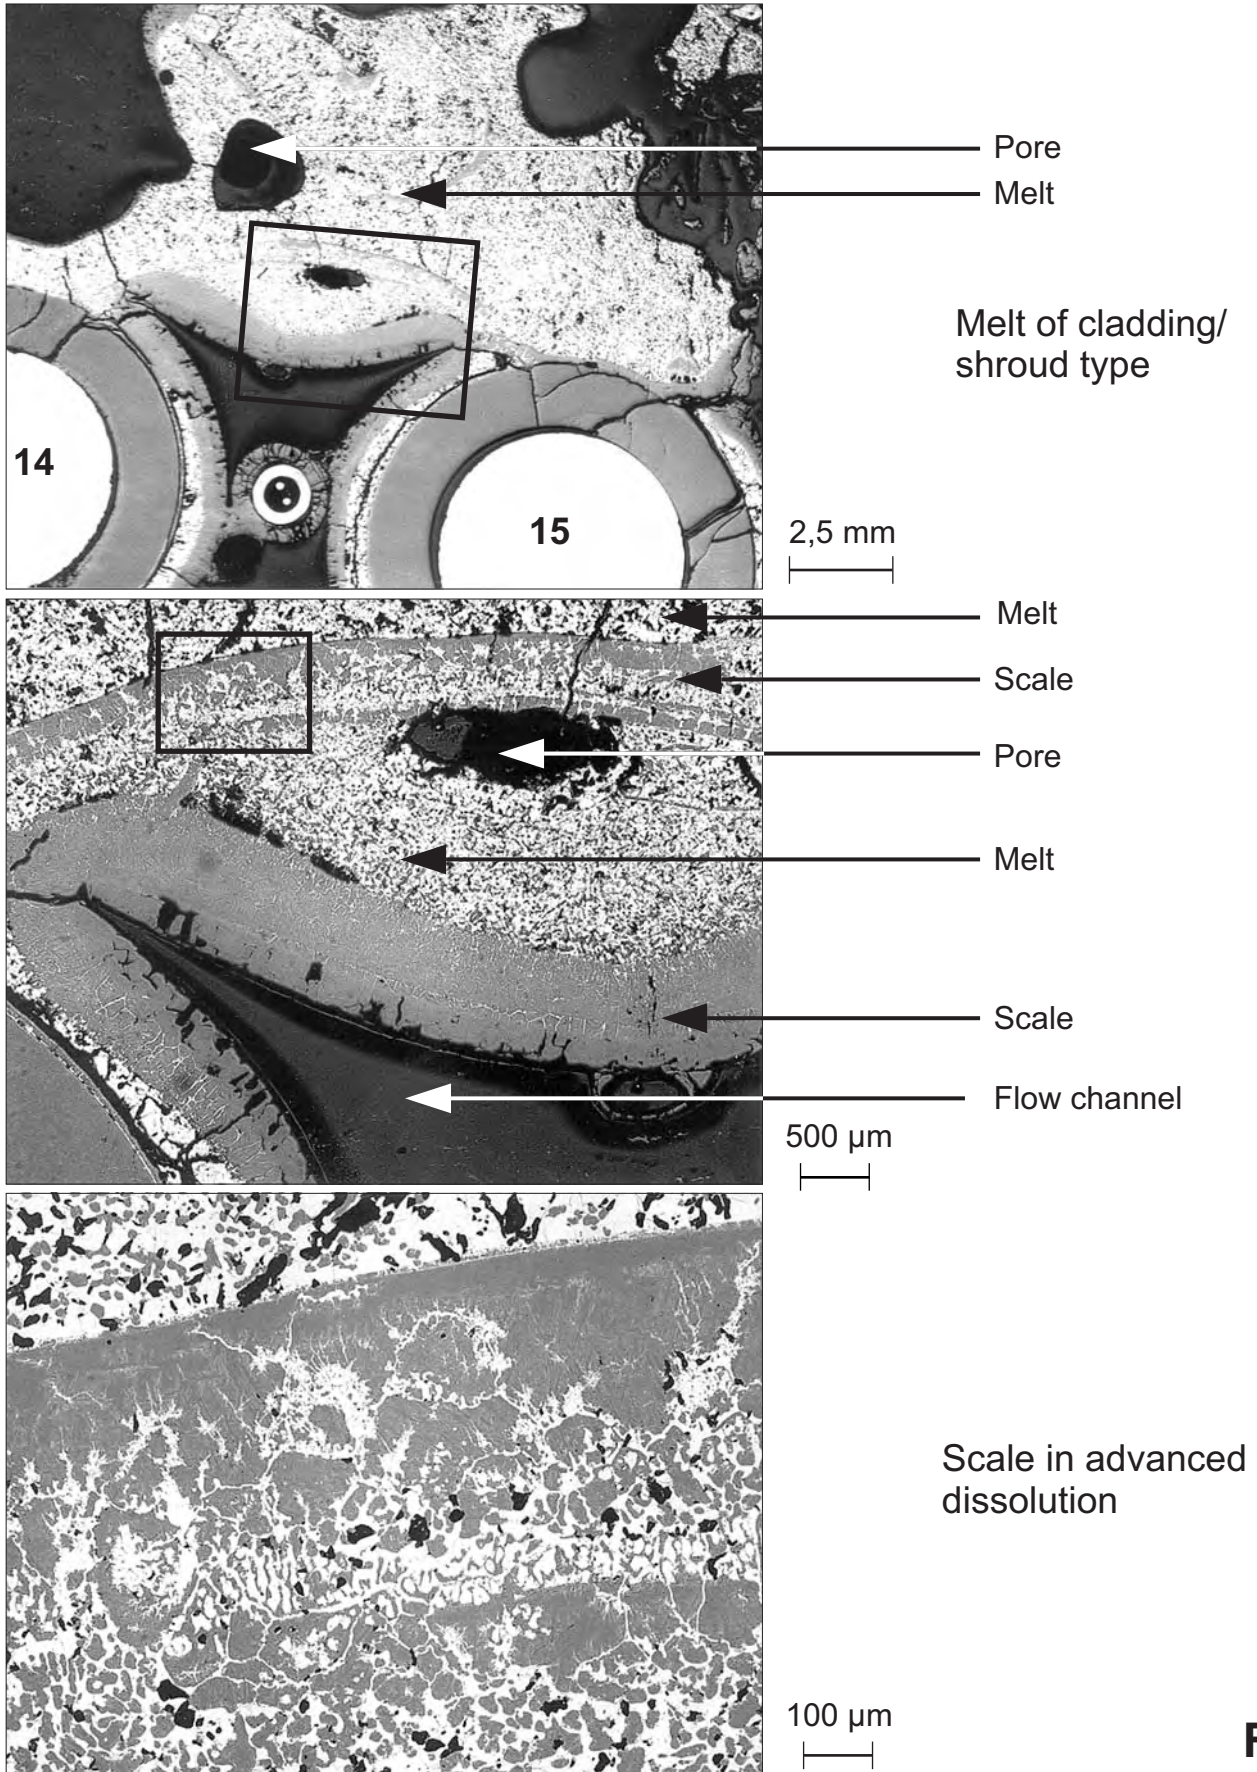 Pore
Melt
Melt of cladding/
shroud type
14
15
2,5 mm
Melt
Scale
Pore
Melt
Scale
Flow channel
500 µm
Scale in advanced
dissolution
100 µm